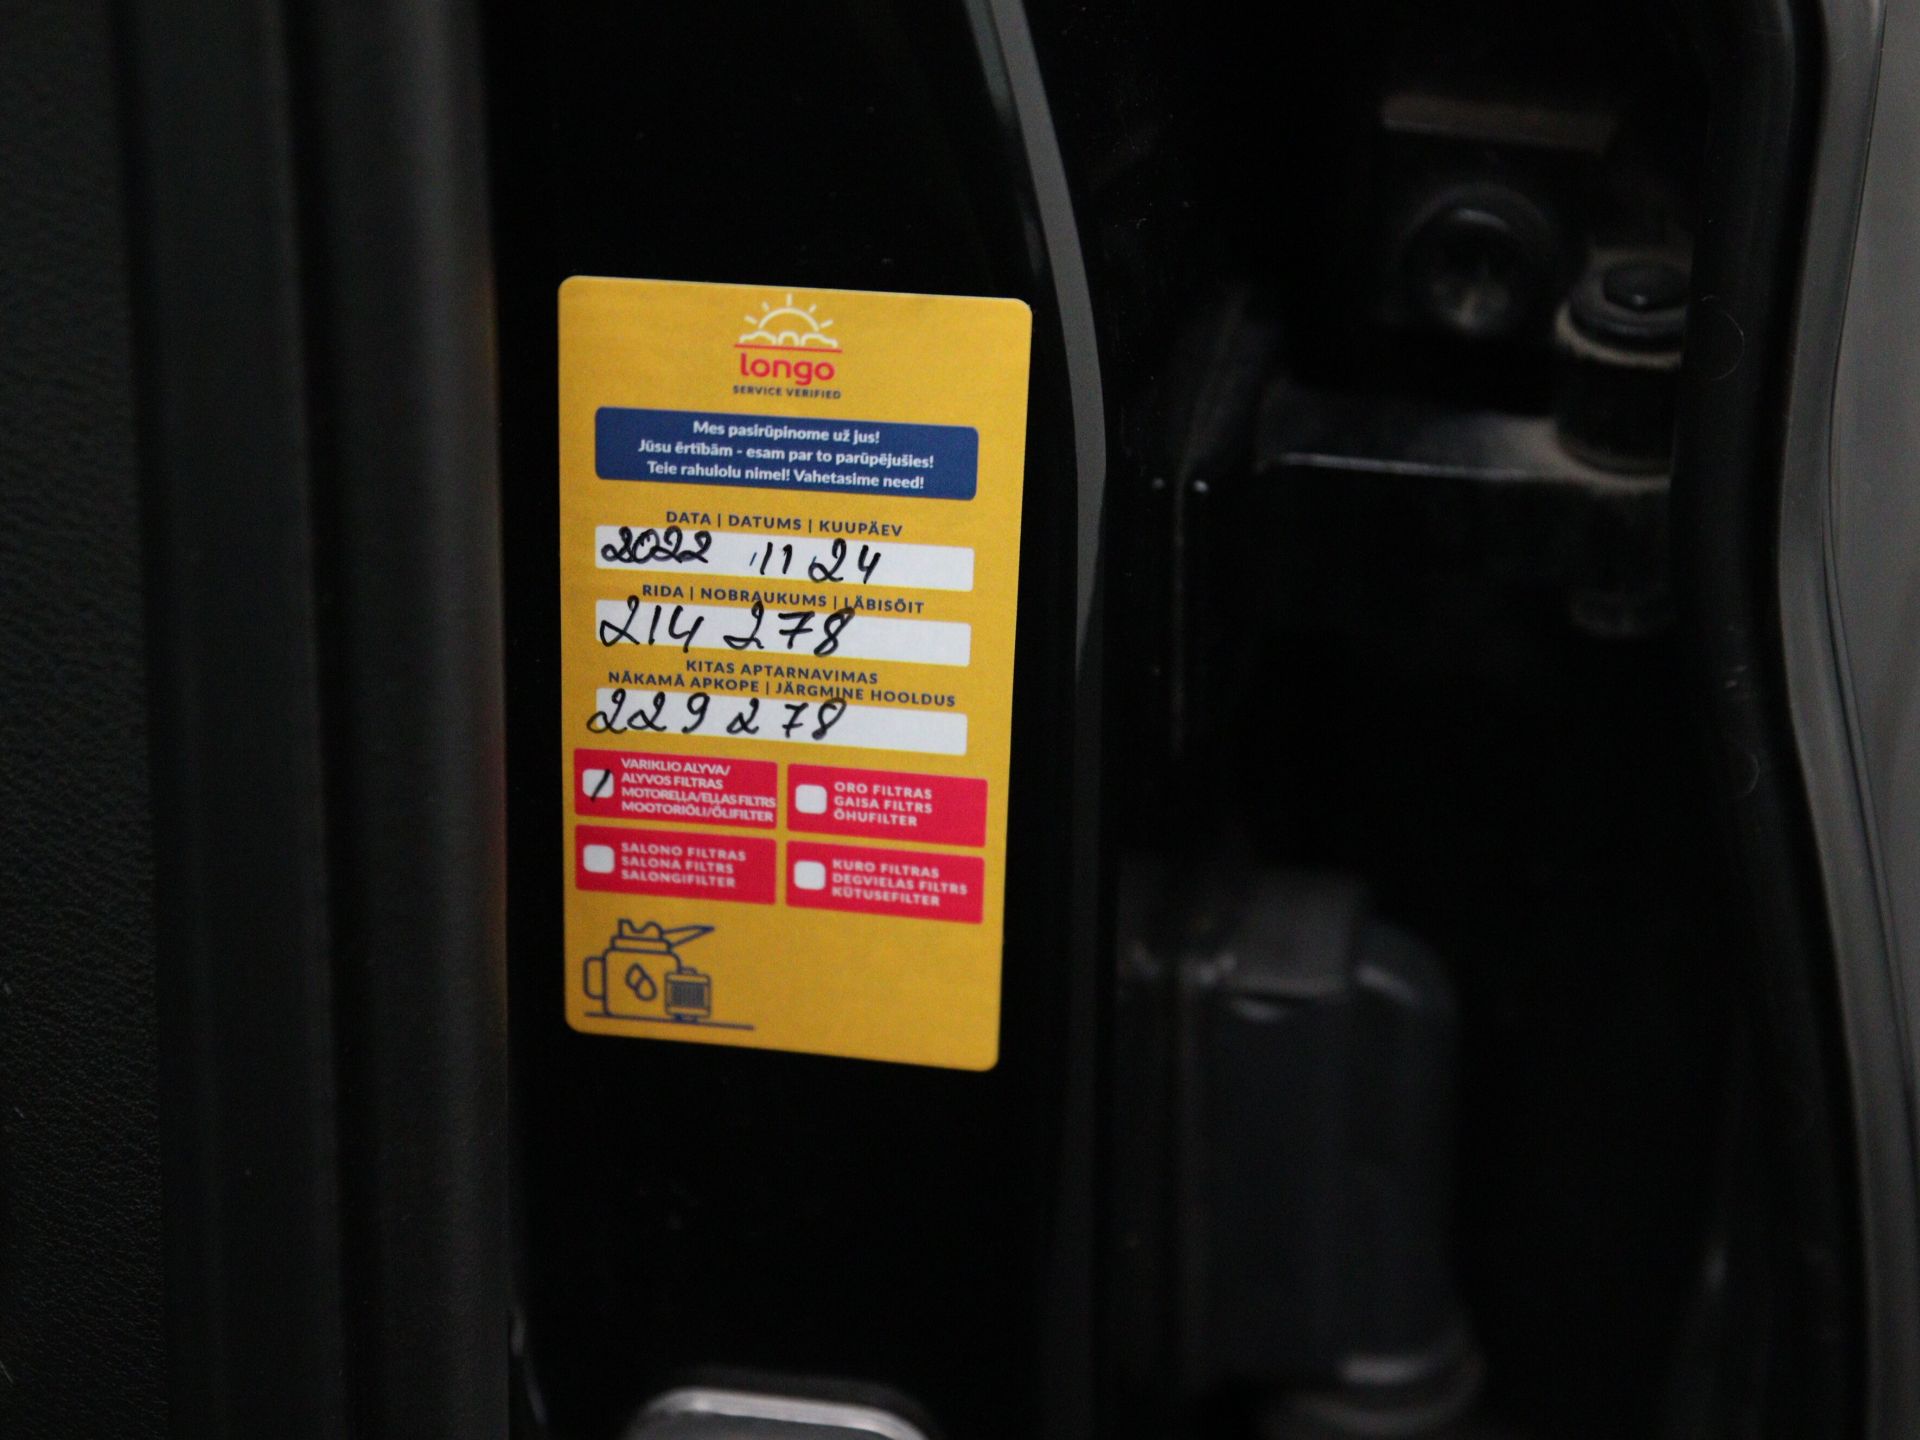 longo
SERVICE VERIFIED
Mes pasirūpinome už jus!
Jūsu ērtībām - esam par to parūpējušies!
Teie rahulolu nimel! Vahetasime need!
DATA | DATUMS | KUUPÄEV
2022 11 24
RIDA | NOBRAUKUMS | LÄBISÕIT
214 278
KITAS APTARNAVIMAS
NĀKAMĀ APKOPE | JÄRGMINE HOOLDUS
229 278
VARIKLIO ALYVA/
ALYVOS FILTRAS
MOTOREĻĻA/EĻĻAS FILTRS
MOOTORIÕLI/ÕLIFILTER
ORO FILTRAS
GAISA FILTRS
ÕHUFILTER
SALONO FILTRAS
SALONA FILTRS
SALONGIFILTER
KURO FILTRAS
DEGVIELAS FILTRS
KÜTUSEFILTER